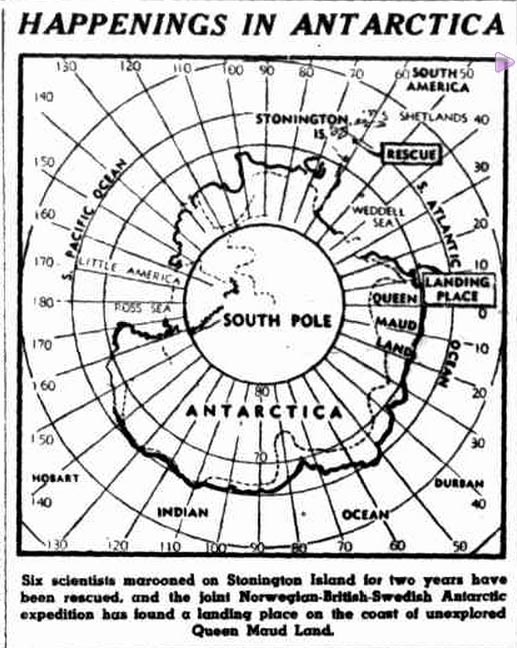 HAPPENINGS IN ANTARCTICA
130 120 110 100 90 80 70 60 50
SOUTH
AMERICA
140
STONINGTON
IS.
S. SHETLANDS 40
RESCUE
150
30
S. PACIFIC OCEAN
160
WEDDELL
SEA
S. ATLANTIC
20
170
LITTLE AMERICA
10
LANDING
PLACE
180
ROSS SEA
QUEEN
0
SOUTH POLE
MAUD
170
LAND
OCEAN
10
160
80
20
ANTARCTICA
150
70
30
HOBART
DURBAN
140
INDIAN
OCEAN
40
130 120 110 100 90 80 70 60 50
Six scientists marooned on Stonington Island for two years have
been rescued, and the joint Norwegian-British-Swedish Antarctic
expedition has found a landing place on the coast of unexplored
Queen Maud Land.